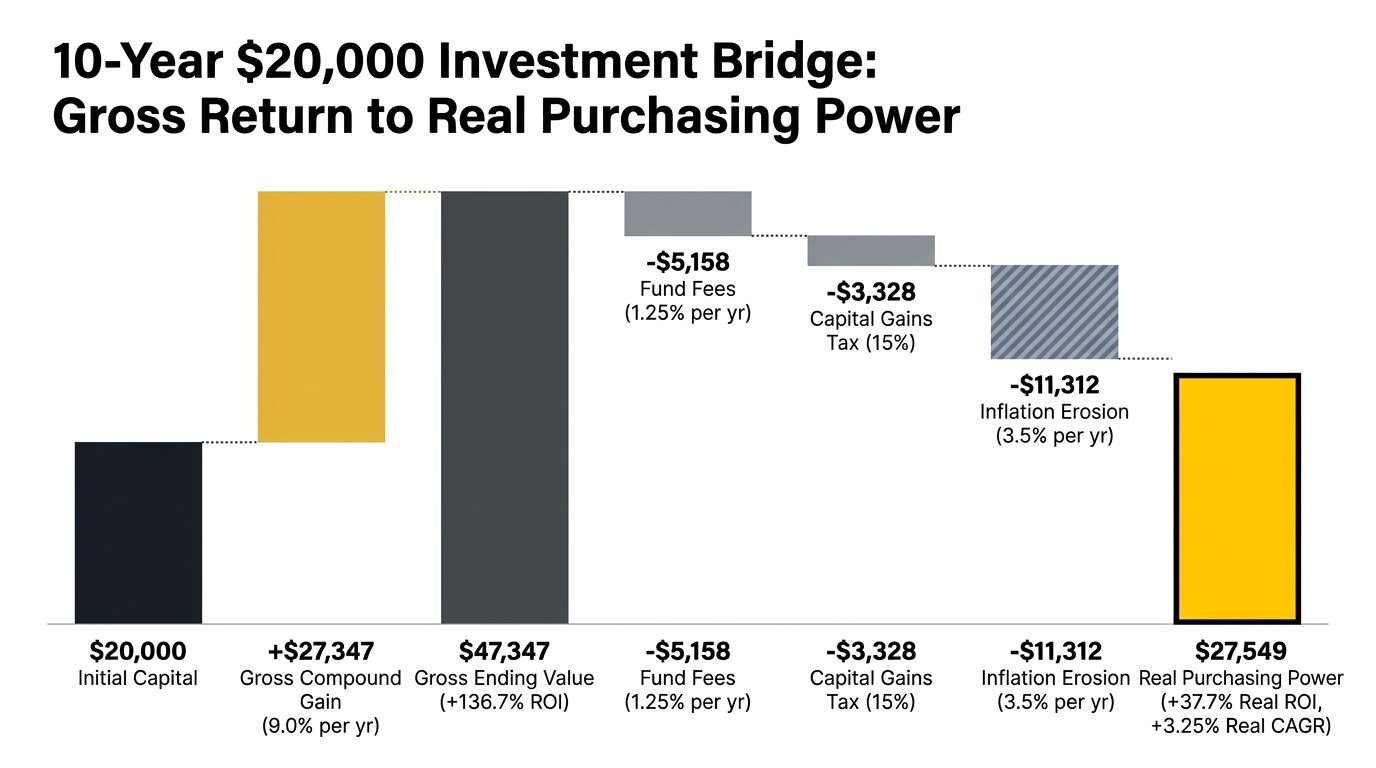 10-Year $20,000 Investment Bridge:
Gross Return to Real Purchasing Power
-$5,158
Fund Fees
(1.25% per yr)
-$3,328
Capital Gains
Tax (15%)
-$11,312
Inflation Erosion
(3.5% per yr)
$20,000
Initial Capital
+$27,347
Gross Compound
Gain
(9.0% per yr)
$47,347
Gross Ending Value
(+136.7% ROI)
-$5,158
Fund Fees
(1.25% per yr)
-$3,328
Capital Gains
Tax (15%)
-$11,312
Inflation Erosion
(3.5% per yr)
$27,549
Real Purchasing Power
(+37.7% Real ROI,
+3.25% Real CAGR)